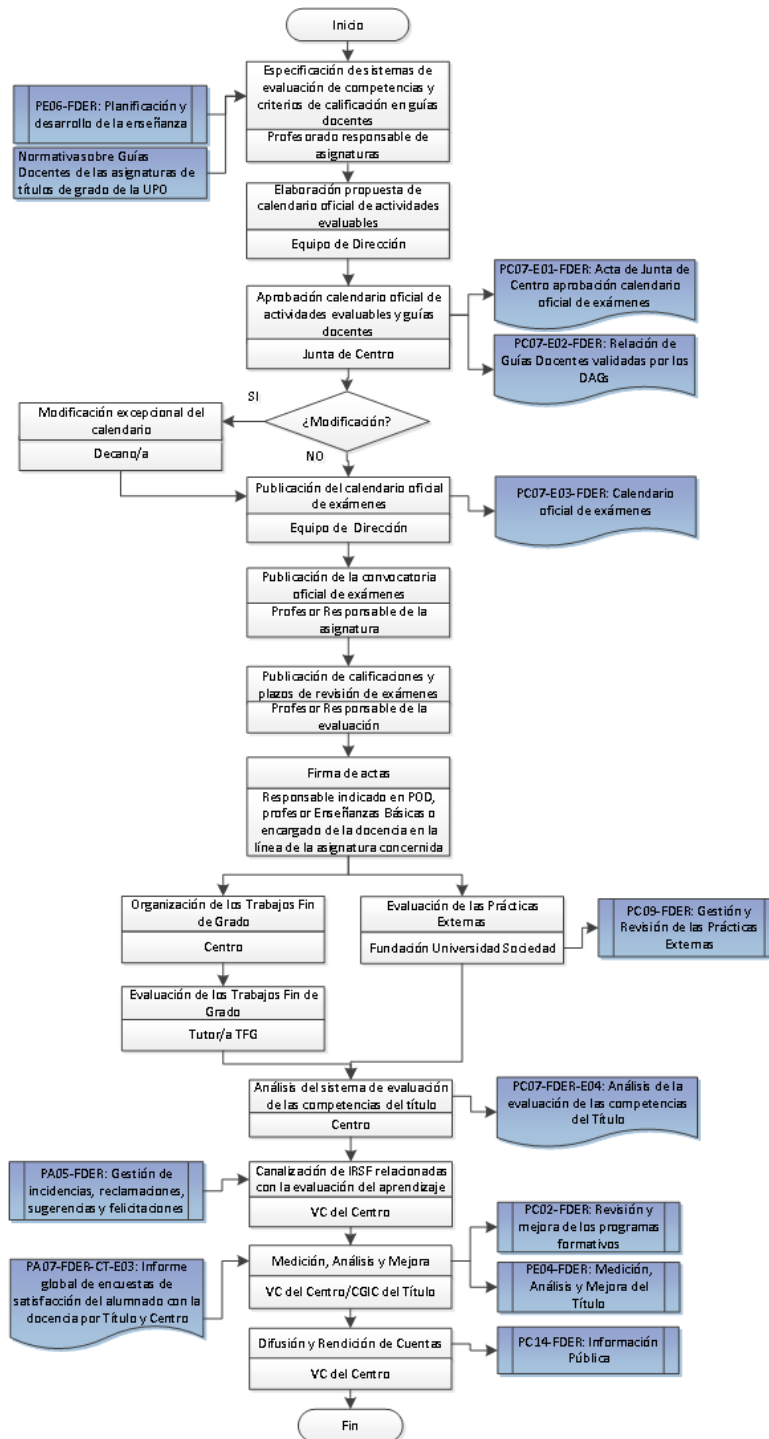 Inicio
Especificación de sistemas de
evaluación de competencias y
criterios de calificación en guías
docentes
Profesorado responsable de
asignaturas
PE06-FDER: Planificación y
desarrollo de la enseñanza
Normativa sobre Guías
Docentes de las asignaturas de
títulos de grado de la UPO
Elaboración propuesta de
calendario oficial de actividades
evaluables
Equipo de Dirección
Aprobación calendario oficial de
actividades evaluables y guías
docentes
Junta de Centro
PC07-E01-FDER: Acta de Junta de
Centro aprobación calendario
oficial de exámenes
PC07-E02-FDER: Relación de
Guías Docentes validadas por los
DAGs
SI
¿Modificación?
NO
Modificación excepcional del
calendario
Decano/a
Publicación del calendario oficial
de exámenes
Equipo de Dirección
PC07-E03-FDER: Calendario
oficial de exámenes
Publicación de la convocatoria
oficial de exámenes
Profesor Responsable de la
asignatura
Publicación de calificaciones y
plazos de revisión de exámenes
Profesor Responsable de la
evaluación
Firma de actas
Responsable indicado en POD,
profesor Enseñanzas Básicas o
encargado de la docencia en la
línea de la asignatura concernida
Organización de los Trabajos Fin
de Grado
Centro
Evaluación de las Prácticas
Externas
Fundación Universidad Sociedad
PC09-FDER: Gestión y
Revisión de las Prácticas
Externas
Evaluación de los Trabajos Fin de
Grado
Tutor/a TFG
Análisis del sistema de evaluación
de las competencias del título
Centro
PC07-FDER-E04: Análisis de la
evaluación de las competencias
del Título
PA05-FDER: Gestión de
incidencias, reclamaciones,
sugerencias y felicitaciones
Canalización de IRSF relacionadas
con la evaluación del aprendizaje
VC del Centro
PA07-FDER-CT-E03: Informe
global de encuestas de
satisfacción del alumnado con la
docencia por Título y Centro
Medición, Análisis y Mejora
VC del Centro/CGIC del Título
PC02-FDER: Revisión y
mejora de los programas
formativos
PE04-FDER: Medición,
Análisis y Mejora del
Título
Difusión y Rendición de Cuentas
VC del Centro
PC14-FDER: Información
Pública
Fin